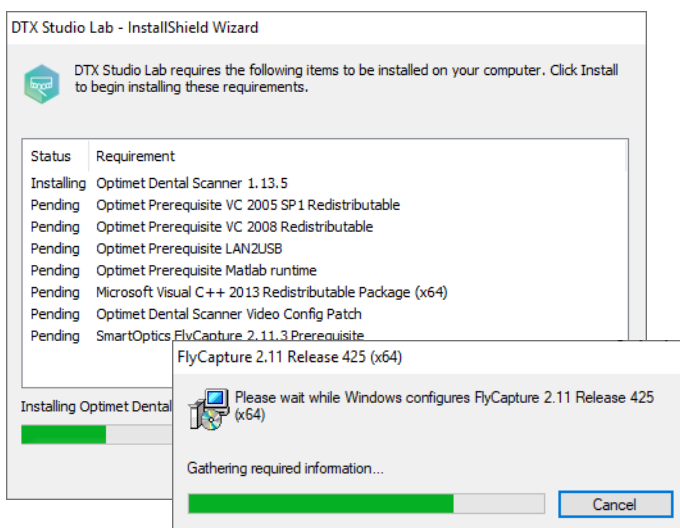 DTX Studio Lab - InstallShield Wizard
DTX Studio Lab requires the following items to be installed on your computer. Click Install
to begin installing these requirements.
Status Requirement
Installing Optimet Dental Scanner 1.13.5
Pending Optimet Prerequisite VC 2005 SP1 Redistributable
Pending Optimet Prerequisite VC 2008 Redistributable
Pending Optimet Prerequisite LAN2USB
Pending Optimet Prerequisite Matlab runtime
Pending Microsoft Visual C++ 2013 Redistributable Package (x64)
Pending Optimet Dental Scanner Video Config Patch
Pending SmartOptics FlyCapture 2.11.3 Prerequisite
Installing Optimet Dental
FlyCapture 2.11 Release 425 (x64)
Please wait while Windows configures FlyCapture 2.11 Release 425
(x64)
Gathering required information...
Cancel